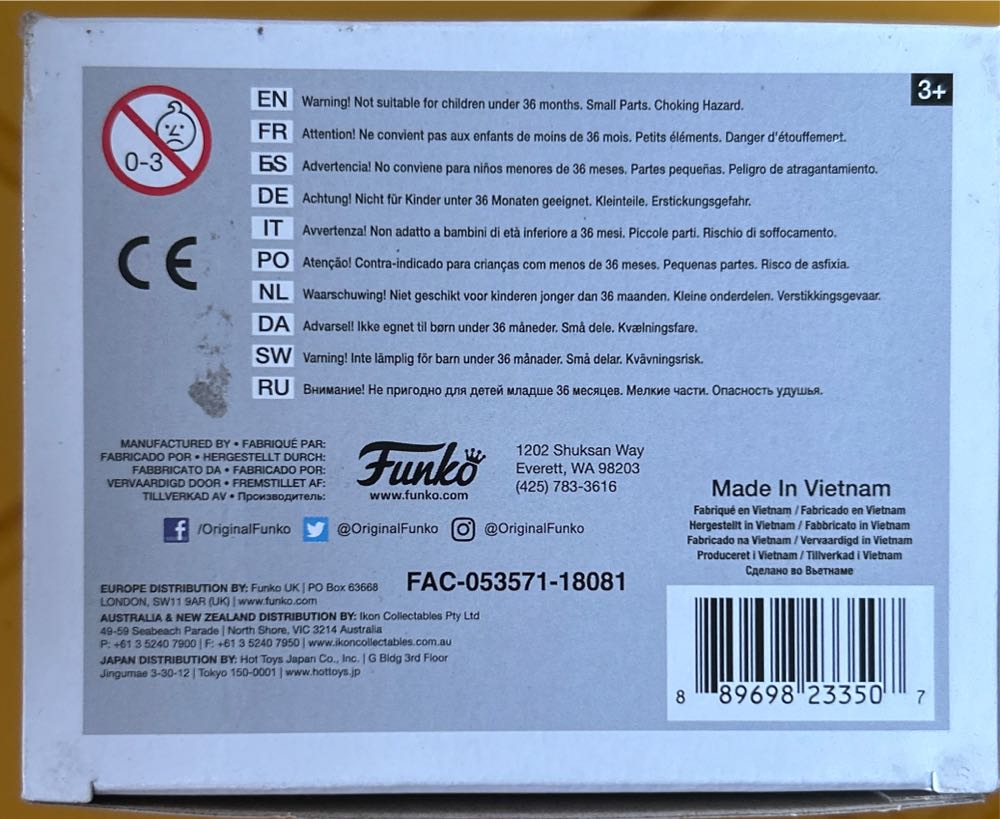 3+
0-3
EN Warning! Not suitable for children under 36 months. Small Parts. Choking Hazard.
FR Attention! Ne convient pas aux enfants de moins de 36 mois. Petits éléments. Danger d'étouffement.
ES Advertencia! No conviene para niños menores de 36 meses. Partes pequeñas. Peligro de atragantamiento.
DE Achtung! Nicht für Kinder unter 36 Monaten geeignet. Kleinteile. Erstickungsgefahr.
IT Avvertenza! Non adatto a bambini di età inferiore a 36 mesi. Piccole parti. Rischio di soffocamento.
PO Atenção! Contra-indicado para crianças com menos de 36 meses. Pequenas partes. Risco de asfixia.
NL Waarschuwing! Niet geschikt voor kinderen jonger dan 36 maanden. Kleine onderdelen. Verstikkingsgevaar.
DA Advarsel! Ikke egnet til børn under 36 måneder. Små dele. Kvælningsfare.
SW Varning! Inte lämplig för barn under 36 månader. Små delar. Kvävningsrisk.
RU Внимание! Не пригодно для детей младше 36 месяцев. Мелкие части. Опасность удушья.
CE
MANUFACTURED BY • FABRIQUÉ PAR:
FABRICADO POR • HERGESTELLT DURCH:
FABBRICATO DA • FABRICADO POR:
VERVAARDIGD DOOR • FREMSTILLET AF:
TILLVERKAD AV • Производитель:
Funko
www.funko.com
1202 Shuksan Way
Everett, WA 98203
(425) 783-3616
f /OriginalFunko @OriginalFunko @OriginalFunko
Made In Vietnam
Fabriqué en Vietnam / Fabricado en Vietnam
Hergestellt in Vietnam / Fabbricato in Vietnam
Fabricado na Vietnam / Vervaardigd in Vietnam
Produceret i Vietnam / Tillverkad i Vietnam
Сделано во Вьетнаме
FAC-053571-18081
EUROPE DISTRIBUTION BY: Funko UK | PO Box 63668
LONDON, SW11 9AR (UK) | www.funko.com
AUSTRALIA & NEW ZEALAND DISTRIBUTION BY: Ikon Collectables Pty Ltd
49-59 Seabeach Parade | North Shore, VIC 3214 Australia
P: +61 3 5240 7900 | F: +61 3 5240 7950 | www.ikoncollectables.com.au
JAPAN DISTRIBUTION BY: Hot Toys Japan Co., Inc. | G Bldg 3rd Floor
Jingumae 3-30-12 | Tokyo 150-0001 | www.hottoys.jp
8 89698 23350 7